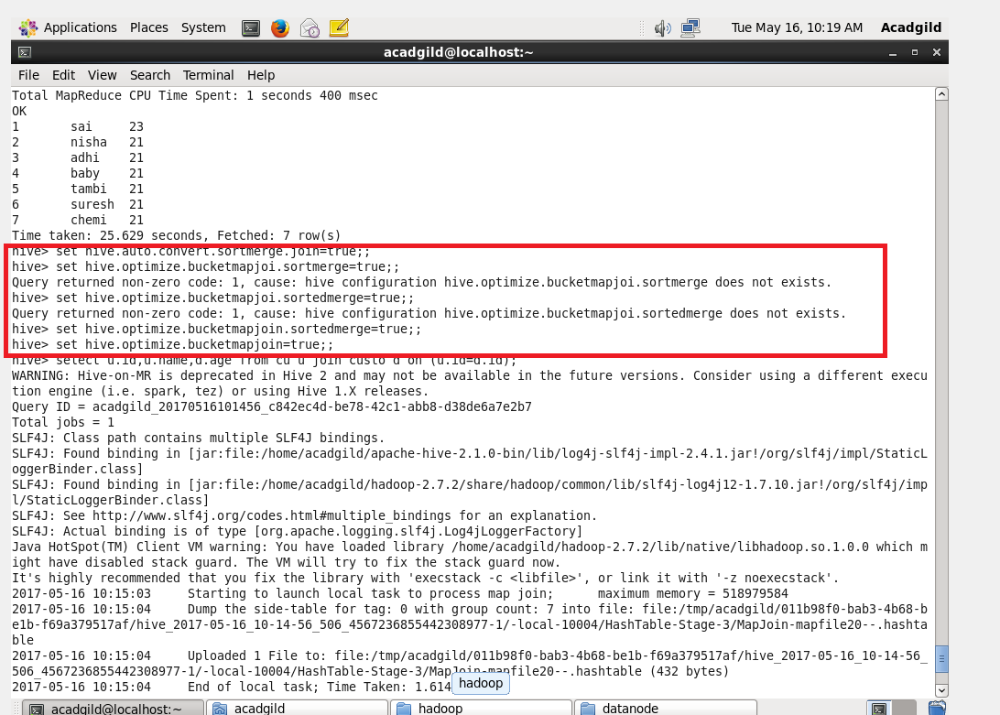 Applications Places System Tue May 16, 10:19 AM Acadgild
acadgild@localhost:~
File Edit View Search Terminal Help
Total MapReduce CPU Time Spent: 1 seconds 400 msec
OK
1 sai 23
2 nisha 21
3 adhi 21
4 baby 21
5 tambi 21
6 suresh 21
7 chemi 21
Time taken: 25.629 seconds, Fetched: 7 row(s)
hive> set hive.auto.convert.sortmerge.join=true;;
hive> set hive.optimize.bucketmapjoi.sortmerge=true;;
Query returned non-zero code: 1, cause: hive configuration hive.optimize.bucketmapjoi.sortmerge does not exists.
hive> set hive.optimize.bucketmapjoi.sortedmerge=true;;
Query returned non-zero code: 1, cause: hive configuration hive.optimize.bucketmapjoi.sortedmerge does not exists.
hive> set hive.optimize.bucketmapjoin.sortedmerge=true;;
hive> set hive.optimize.bucketmapjoin=true;;
hive> select u.id,u.name,d.age from cu u join custo d on (u.id=d.id);
WARNING: Hive-on-MR is deprecated in Hive 2 and may not be available in the future versions. Consider using a different execu
tion engine (i.e. spark, tez) or using Hive 1.X releases.
Query ID = acadgild_20170516101456_c842ec4d-be78-42c1-abb8-d38de6a7e2b7
Total jobs = 1
SLF4J: Class path contains multiple SLF4J bindings.
SLF4J: Found binding in [jar:file:/home/acadgild/apache-hive-2.1.0-bin/lib/log4j-slf4j-impl-2.4.1.jar!/org/slf4j/impl/StaticL
oggerBinder.class]
SLF4J: Found binding in [jar:file:/home/acadgild/hadoop-2.7.2/share/hadoop/common/lib/slf4j-log4j12-1.7.10.jar!/org/slf4j/imp
l/StaticLoggerBinder.class]
SLF4J: See http://www.slf4j.org/codes.html#multiple_bindings for an explanation.
SLF4J: Actual binding is of type [org.apache.logging.slf4j.Log4jLoggerFactory]
Java HotSpot(TM) Client VM warning: You have loaded library /home/acadgild/hadoop-2.7.2/lib/native/libhadoop.so.1.0.0 which m
ight have disabled stack guard. The VM will try to fix the stack guard now.
It's highly recommended that you fix the library with 'execstack -c <libfile>', or link it with '-z noexecstack'.
2017-05-16 10:15:03 Starting to launch local task to process map join; maximum memory = 518979584
2017-05-16 10:15:04 Dump the side-table for tag: 0 with group count: 7 into file: file:/tmp/acadgild/011b98f0-bab3-4b68-b
e1b-f69a379517af/hive_2017-05-16_10-14-56_506_4567236855442308977-1/-local-10004/HashTable-Stage-3/MapJoin-mapfile20--.hashta
ble
2017-05-16 10:15:04 Uploaded 1 File to: file:/tmp/acadgild/011b98f0-bab3-4b68-be1b-f69a379517af/hive_2017-05-16_10-14-56_
506_4567236855442308977-1/-local-10004/HashTable-Stage-3/MapJoin-mapfile20--.hashtable (432 bytes)
2017-05-16 10:15:04 End of local task; Time Taken: 1.614
hadoop
acadgild@localhost:~ acadgild hadoop datanode